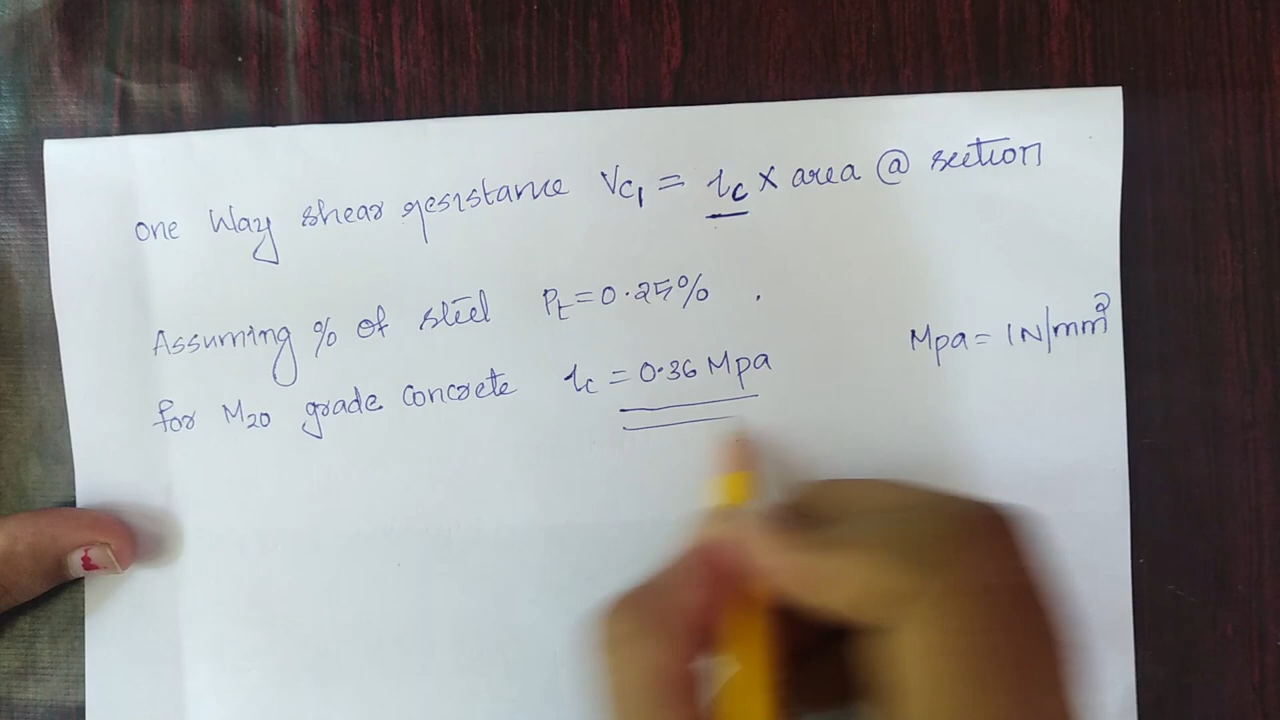 one Way shear resistance Vc₁ = τc × area @ section
Assuming % of steel Pt = 0.25% .
Mpa = 1N/mm²
for M20 grade concrete τc = 0.36 Mpa